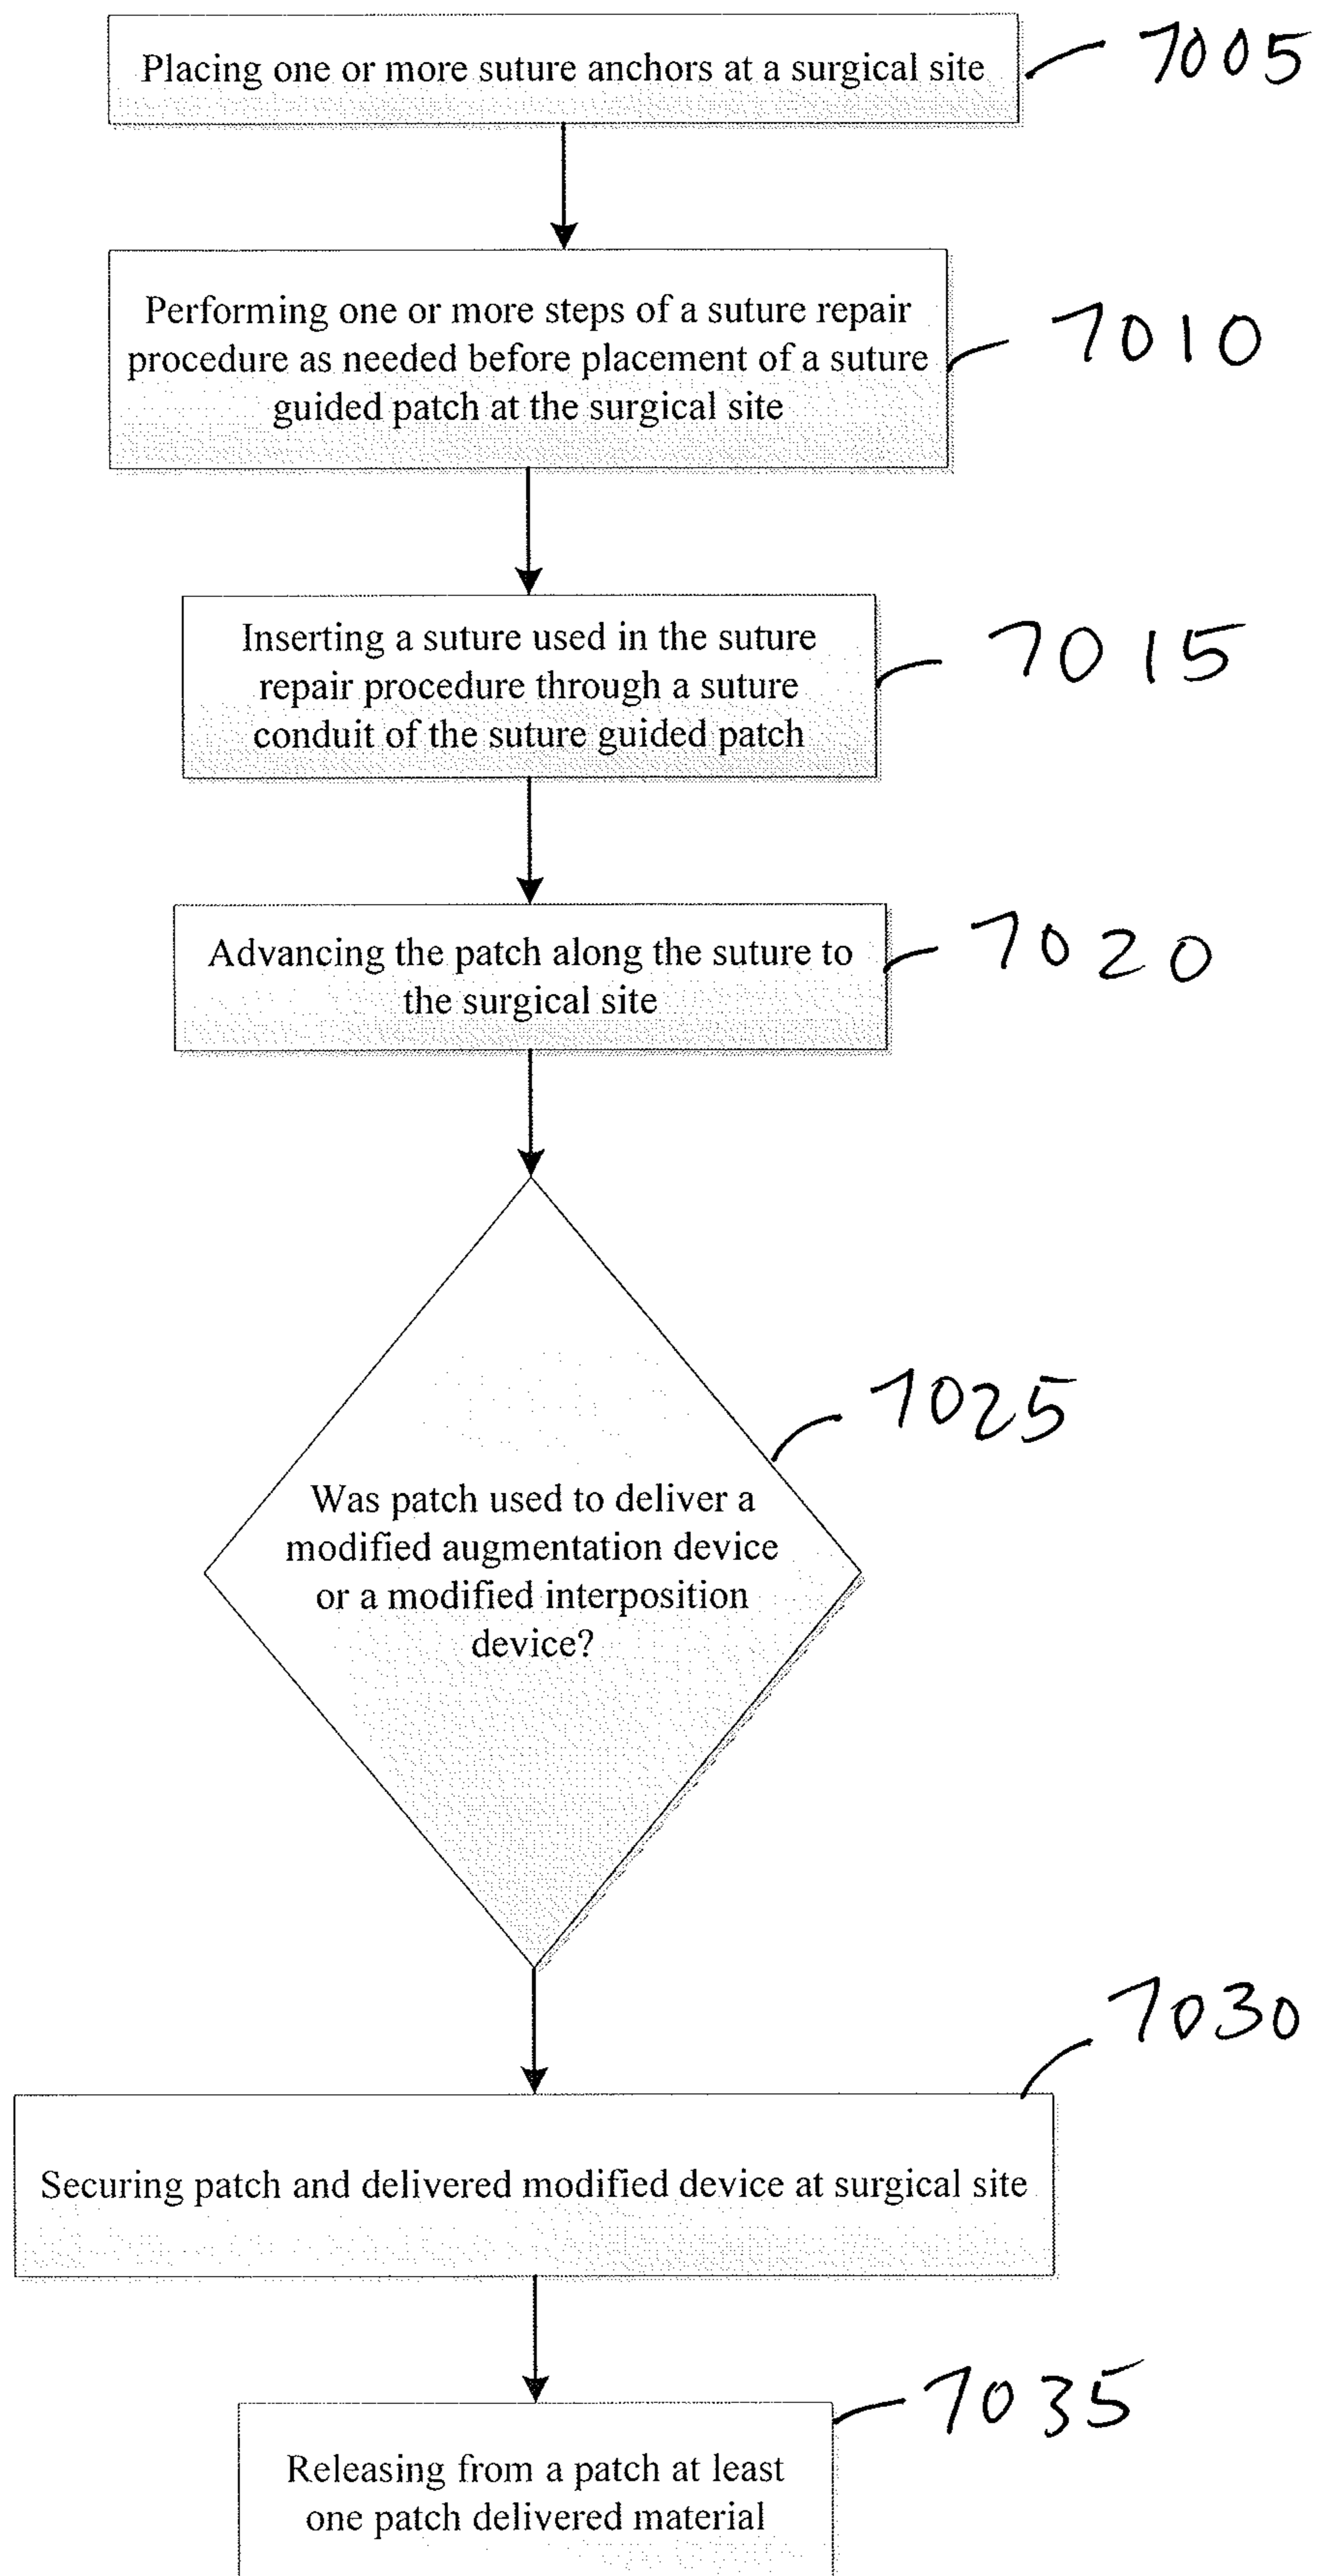 Placing one or more suture anchors at a surgical site
7005
Performing one or more steps of a suture repair
procedure as needed before placement of a suture
guided patch at the surgical site
7010
Inserting a suture used in the suture
repair procedure through a suture
conduit of the suture guided patch
7015
Advancing the patch along the suture to
the surgical site
7020
Was patch used to deliver a
modified augmentation device
or a modified interposition
device?
7025
Securing patch and delivered modified device at surgical site
7030
Releasing from a patch at least
one patch delivered material
7035